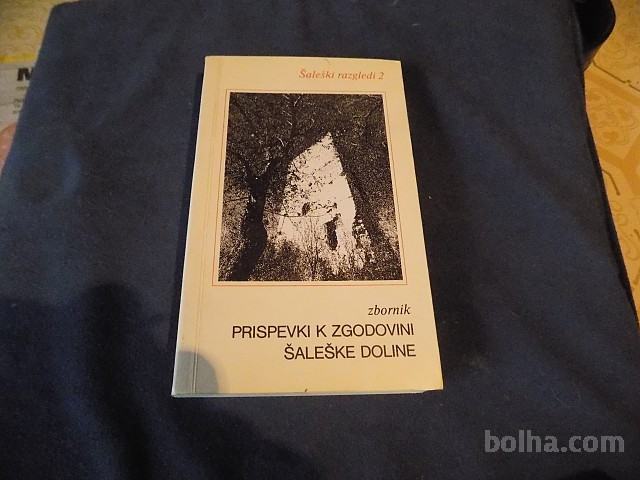 Šaleški razgledi 2
zbornik
PRISPEVKI K ZGODOVINI
ŠALEŠKE DOLINE
bolha.com